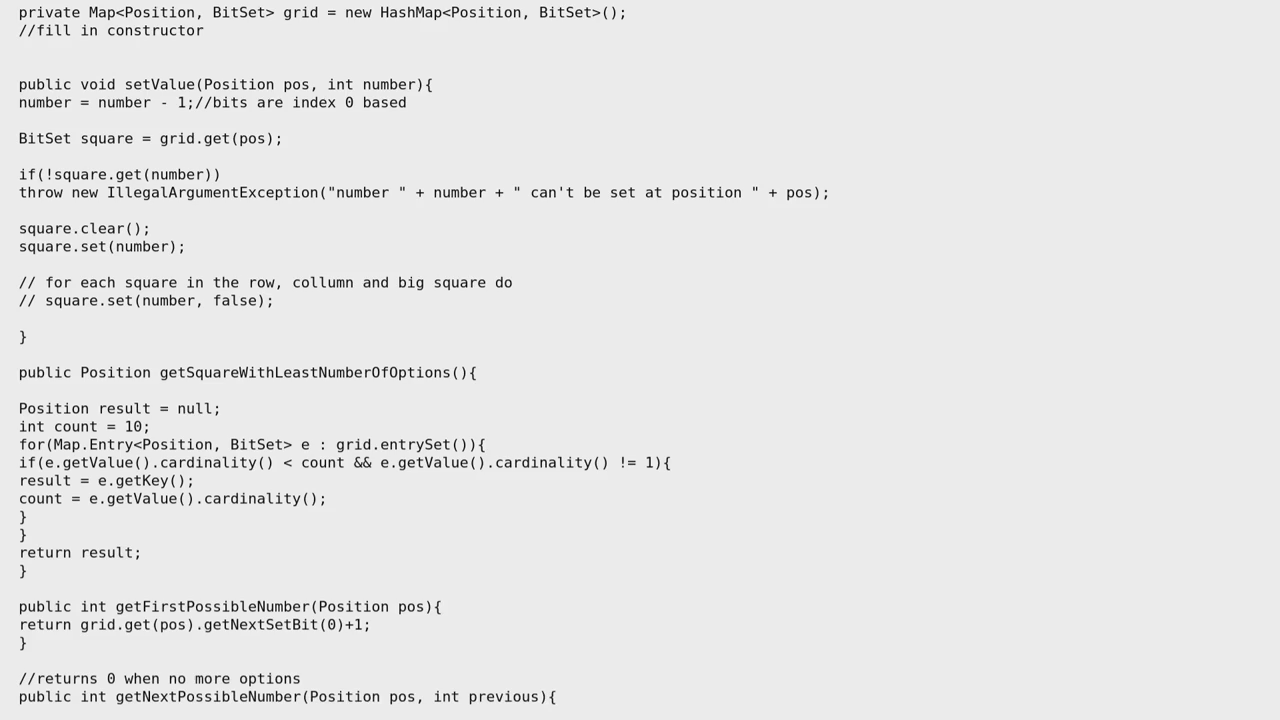 private Map<Position, BitSet> grid = new HashMap<Position, BitSet>();
//fill in constructor
public void setValue(Position pos, int number){
number = number - 1;//bits are index 0 based
BitSet square = grid.get(pos);
if(!square.get(number))
throw new IllegalArgumentException("number " + number + " can't be set at position " + pos);
square.clear();
square.set(number);
// for each square in the row, collumn and big square do
// square.set(number, false);
}
public Position getSquareWithLeastNumberOfOptions(){
Position result = null;
int count = 10;
for(Map.Entry<Position, BitSet> e : grid.entrySet()){
if(e.getValue().cardinality() < count && e.getValue().cardinality() != 1){
result = e.getKey();
count = e.getValue().cardinality();
}
}
return result;
}
public int getFirstPossibleNumber(Position pos){
return grid.get(pos).getNextSetBit(0)+1;
}
//returns 0 when no more options
public int getNextPossibleNumber(Position pos, int previous){